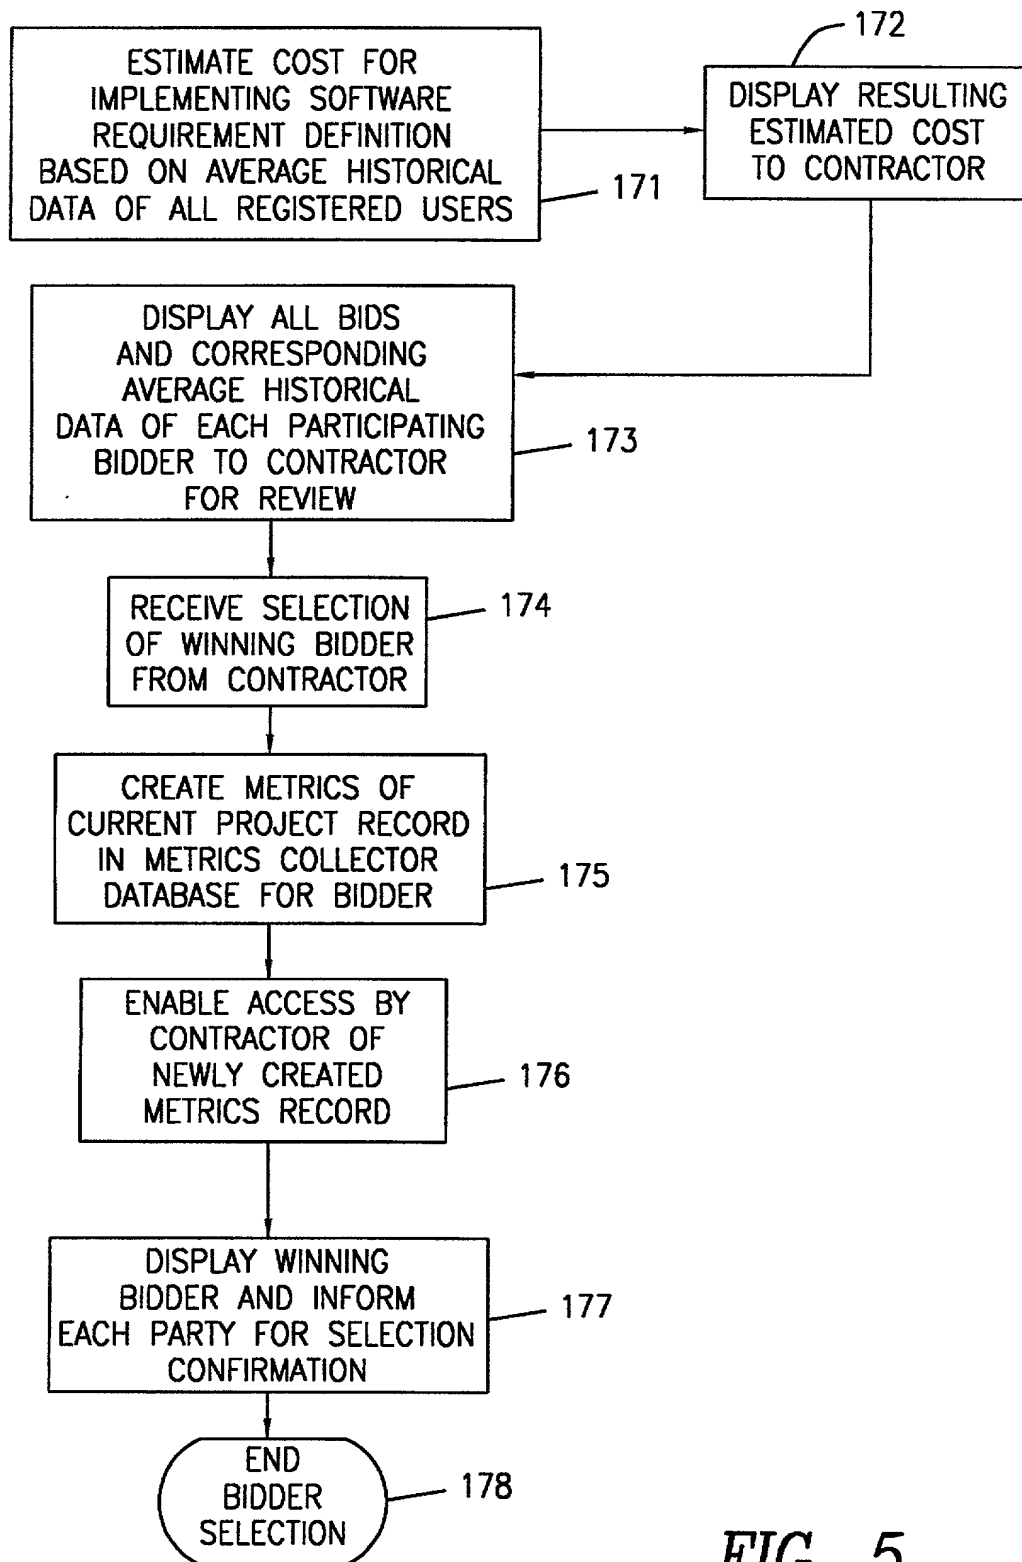 ESTIMATE COST FOR
IMPLEMENTING SOFTWARE
REQUIREMENT DEFINITION
BASED ON AVERAGE HISTORICAL
DATA OF ALL REGISTERED USERS
171
172
DISPLAY RESULTING
ESTIMATED COST
TO CONTRACTOR
DISPLAY ALL BIDS
AND CORRESPONDING
AVERAGE HISTORICAL
DATA OF EACH PARTICIPATING
BIDDER TO CONTRACTOR
FOR REVIEW
173
RECEIVE SELECTION
OF WINNING BIDDER
FROM CONTRACTOR
174
CREATE METRICS OF
CURRENT PROJECT RECORD
IN METRICS COLLECTOR
DATABASE FOR BIDDER
175
ENABLE ACCESS BY
CONTRACTOR OF
NEWLY CREATED
METRICS RECORD
176
DISPLAY WINNING
BIDDER AND INFORM
EACH PARTY FOR SELECTION
CONFIRMATION
177
END
BIDDER
SELECTION
178
FIG. 5